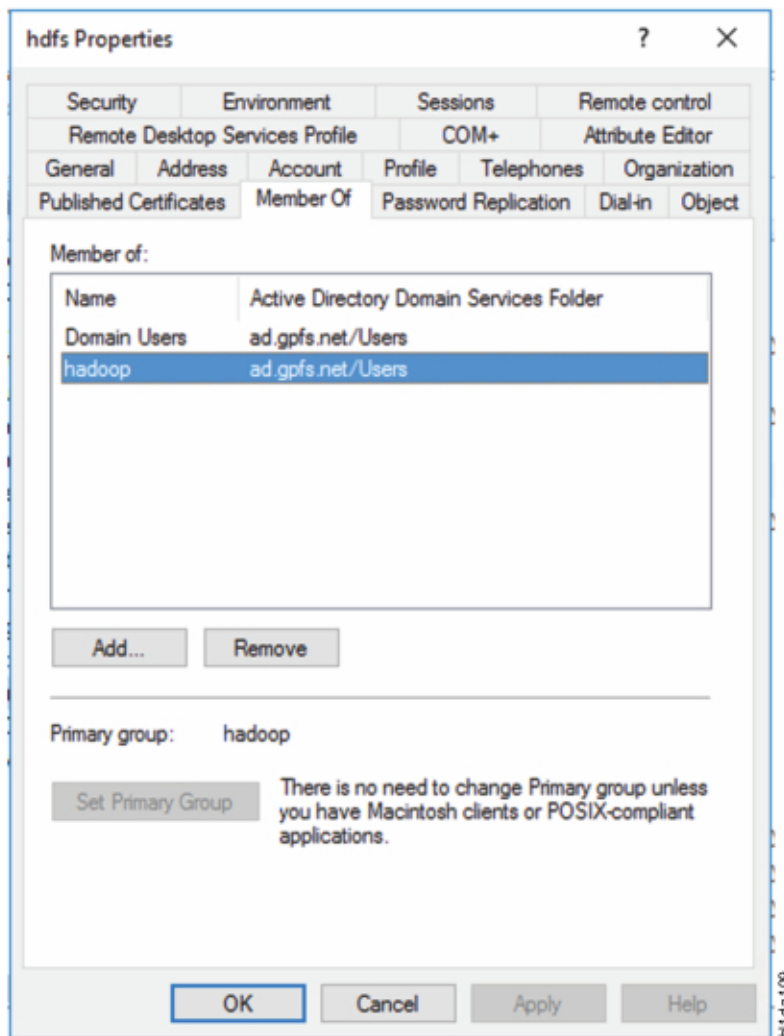 hdfs Properties ?
Security Environment Sessions Remote control
Remote Desktop Services Profile COM+ Attribute Editor
General Address Account Profile Telephones Organization
Published Certificates Member Of Password Replication Dial-in Object
Member of:
Name Active Directory Domain Services Folder
Domain Users ad.gpfs.net/Users
hadoop ad.gpfs.net/Users
Add... Remove
Primary group: hadoop
Set Primary Group
There is no need to change Primary group unless
you have Macintosh clients or POSIX-compliant
applications.
OK Cancel Apply Help